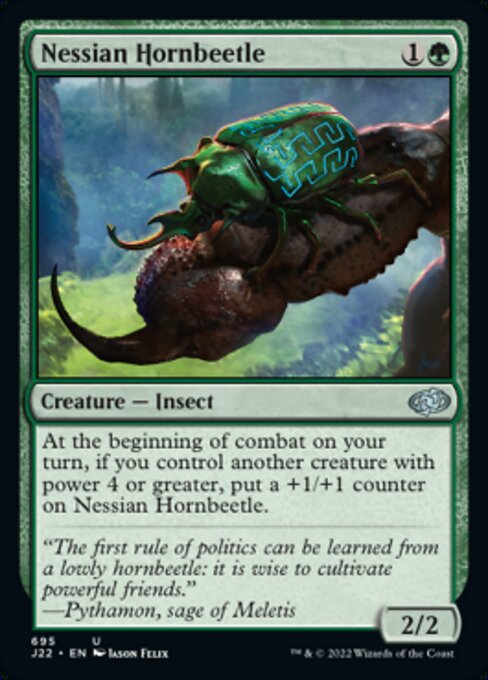 Nessian Hornbeetle 1
Creature — Insect
At the beginning of combat on your
turn, if you control another creature with
power 4 or greater, put a +1/+1 counter
on Nessian Hornbeetle.
“The first rule of politics can be learned from
a lowly hornbeetle: it is wise to cultivate
powerful friends.”
—Pythamon, sage of Meletis
2/2
695 U
J22 • EN Jason Felix
™ & © 2022 Wizards of the Coast